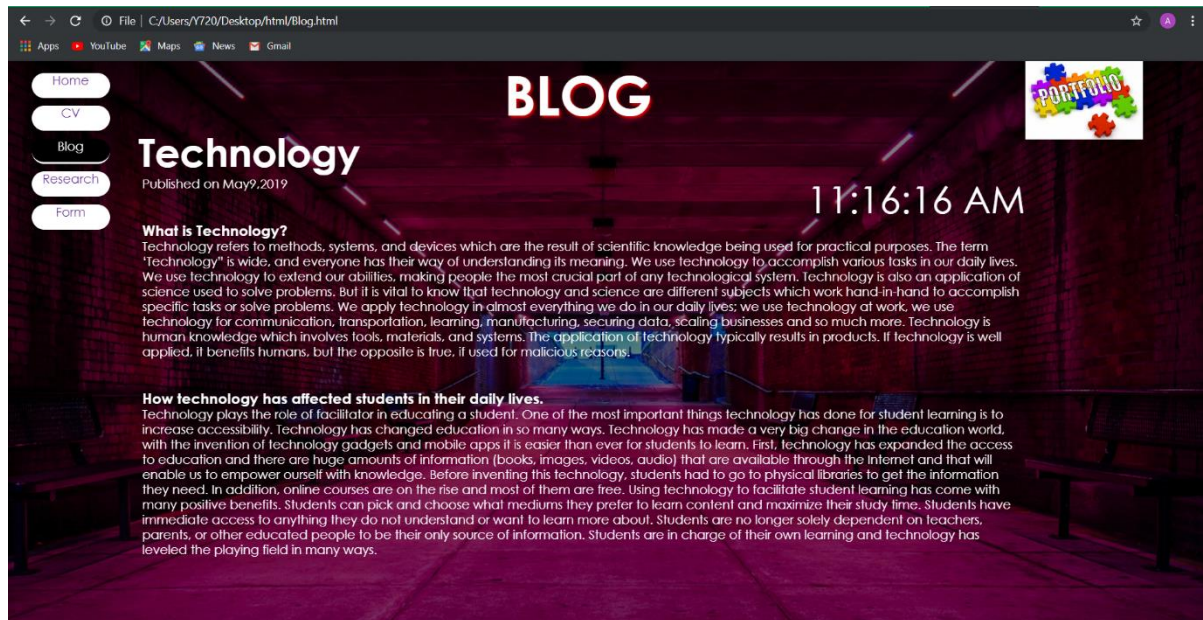 File | C:/Users/Y720/Desktop/html/Blog.html
A
Apps YouTube Maps News Gmail
Home
CV
Blog
Research
Form
BLOG
PORTFOLIO
Technology
Published on May9,2019
11:16:16 AM
What is Technology?
Technology refers to methods, systems, and devices which are the result of scientific knowledge being used for practical purposes. The term
‘Technology” is wide, and everyone has their way of understanding its meaning. We use technology to accomplish various tasks in our daily lives.
We use technology to extend our abilities, making people the most crucial part of any technological system. Technology is also an application of
science used to solve problems. But it is vital to know that technology and science are different subjects which work hand-in-hand to accomplish
specific tasks or solve problems. We apply technology in almost everything we do in our daily lives; we use technology at work, we use
technology for communication, transportation, learning, manufacturing, securing data, scaling businesses and so much more. Technology is
human knowledge which involves tools, materials, and systems. The application of technology typically results in products. If technology is well
applied, it benefits humans, but the opposite is true, if used for malicious reasons.
How technology has affected students in their daily lives.
Technology plays the role of facilitator in educating a student. One of the most important things technology has done for student learning is to
increase accessibility. Technology has changed education in so many ways. Technology has made a very big change in the education world,
with the invention of technology gadgets and mobile apps it is easier than ever for students to learn. First, technology has expanded the access
to education and there are huge amounts of information (books, images, videos, audio) that are available through the Internet and that will
enable us to empower ourself with knowledge. Before inventing this technology, students had to go to physical libraries to get the information
they need. In addition, online courses are on the rise and most of them are free. Using technology to facilitate student learning has come with
many positive benefits. Students can pick and choose what mediums they prefer to learn content and maximize their study time. Students have
immediate access to anything they do not understand or want to learn more about. Students are no longer solely dependent on teachers,
parents, or other educated people to be their only source of information. Students are in charge of their own learning and technology has
leveled the playing field in many ways.